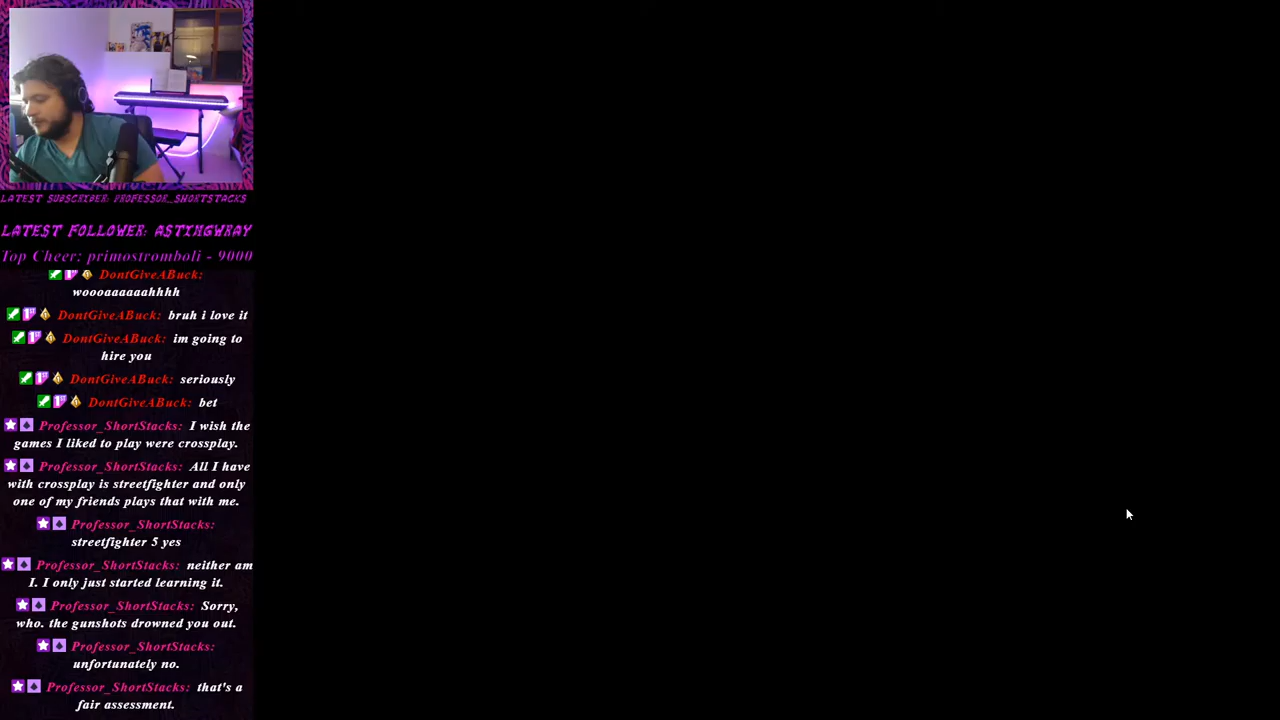 LATEST SUBSCRIBER: PROFESSOR_SHORTSTACKS
LATEST FOLLOWER: ASTINGWRAY
Top Cheer: primostromboli - 9000
DontGiveABuck:
woooaaaaaahhhh
DontGiveABuck: bruh i love it
DontGiveABuck: im going to
hire you
DontGiveABuck: seriously
DontGiveABuck: bet
Professor_ShortStacks: I wish the
games I liked to play were crossplay.
Professor_ShortStacks: All I have
with crossplay is streetfighter and only
one of my friends plays that with me.
Professor_ShortStacks:
streetfighter 5 yes
Professor_ShortStacks: neither am
I. I only just started learning it.
Professor_ShortStacks: Sorry,
who. the gunshots drowned you out.
Professor_ShortStacks:
unfortunately no.
Professor_ShortStacks: that's a
fair assessment.